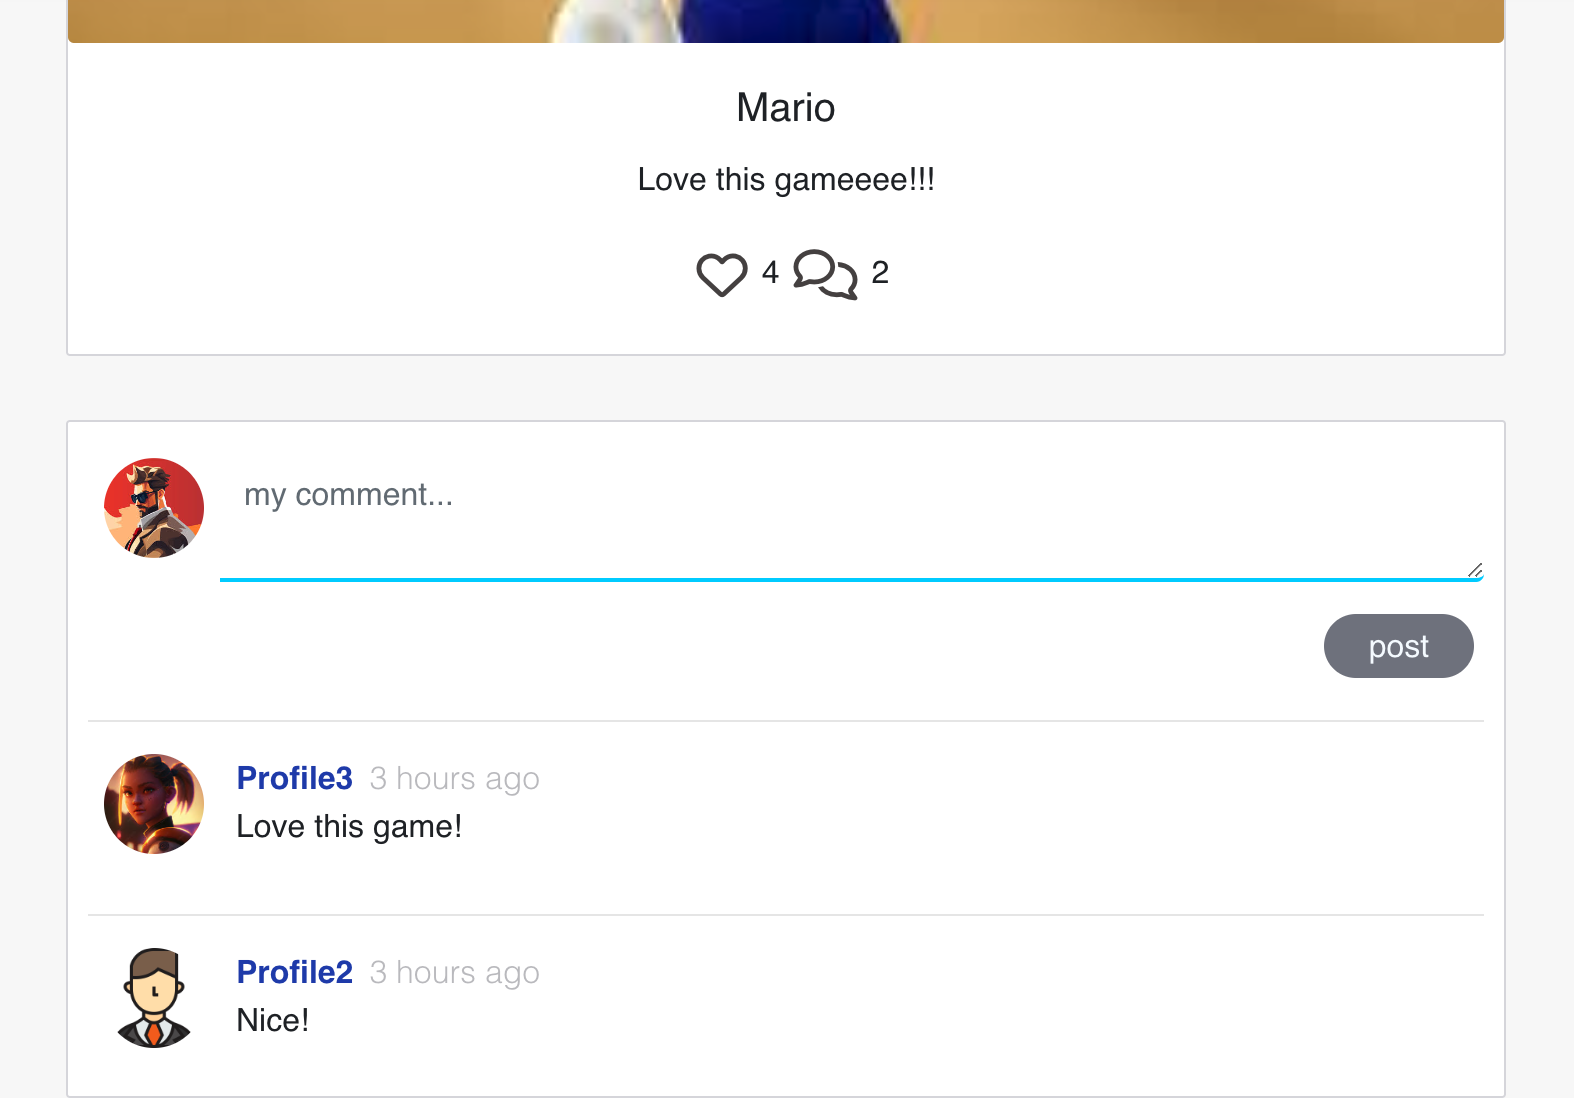 Mario
Love this gameeee!!!
4 2
my comment...
post
Profile3 3 hours ago
Love this game!
Profile2 3 hours ago
Nice!